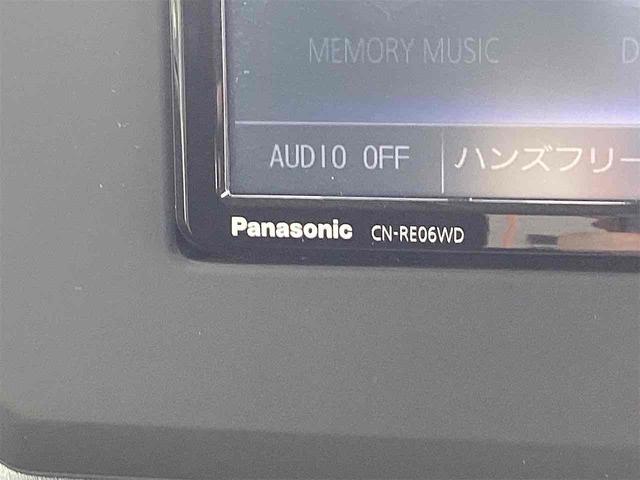 MEMORY MUSIC D
AUDIO OFF ハンズフリー
Panasonic CN-RE06WD